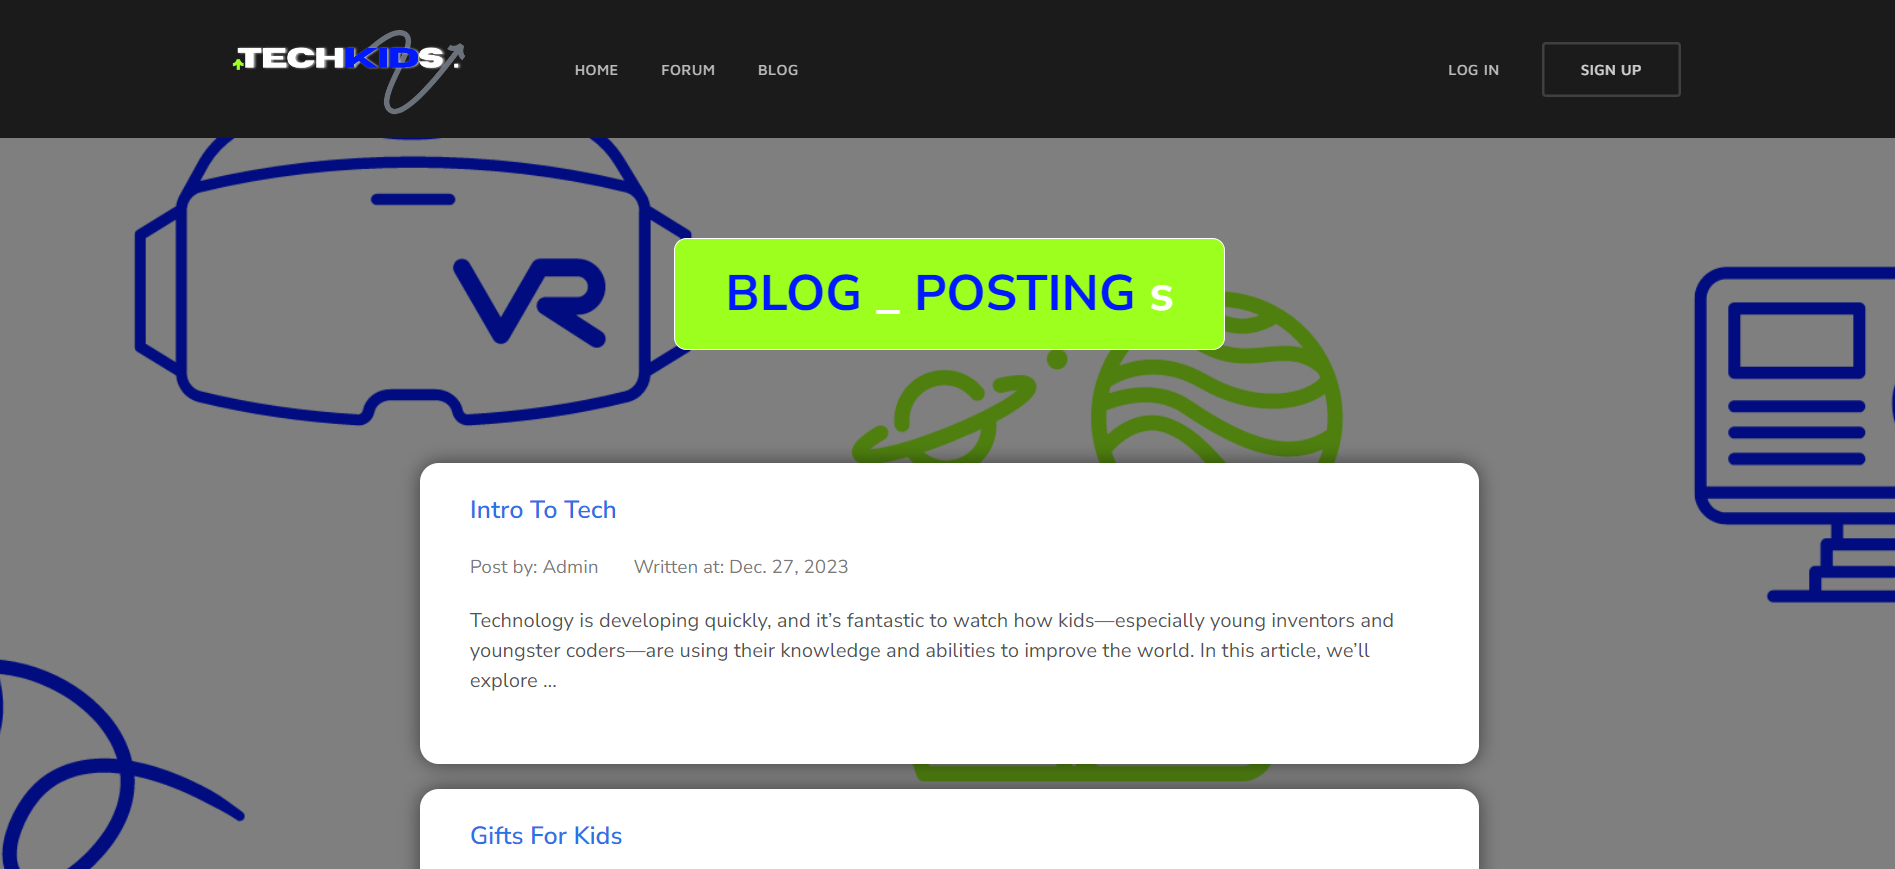 TECHKIDS.
HOME FORUM BLOG
LOG IN SIGN UP
VR
BLOG _ POSTING s
Intro To Tech
Post by: Admin Written at: Dec. 27, 2023
Technology is developing quickly, and it’s fantastic to watch how kids—especially young inventors and
youngster coders—are using their knowledge and abilities to improve the world. In this article, we’ll
explore ...
Gifts For Kids